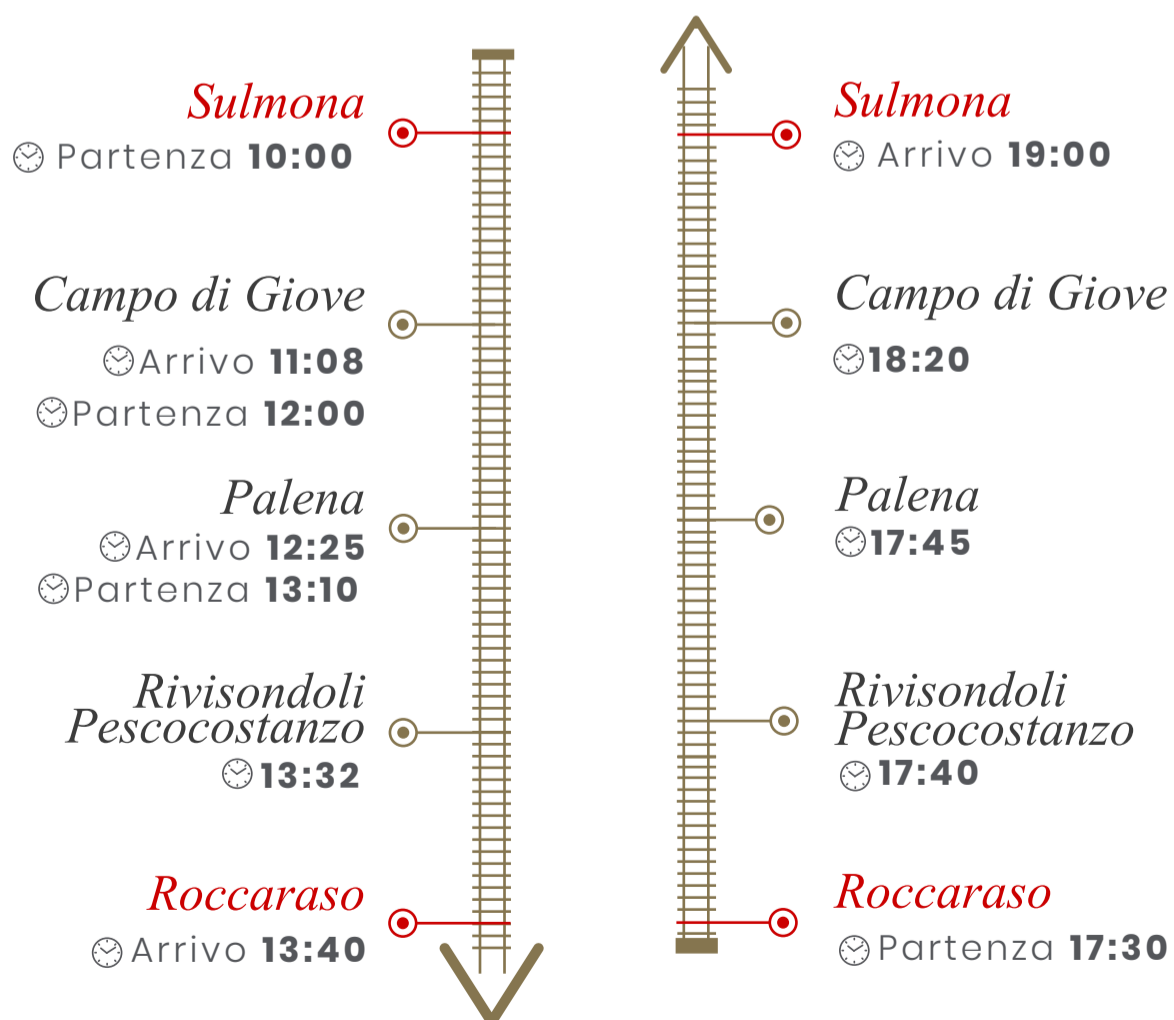 Sulmona
Partenza 10:00
Campo di Giove
Arrivo 11:08
Partenza 12:00
Palena
Arrivo 12:25
Partenza 13:10
Rivisondoli
Pescocostanzo
13:32
Roccaraso
Arrivo 13:40
Sulmona
Arrivo 19:00
Campo di Giove
18:20
Palena
17:45
Rivisondoli
Pescocostanzo
17:40
Roccaraso
Partenza 17:30